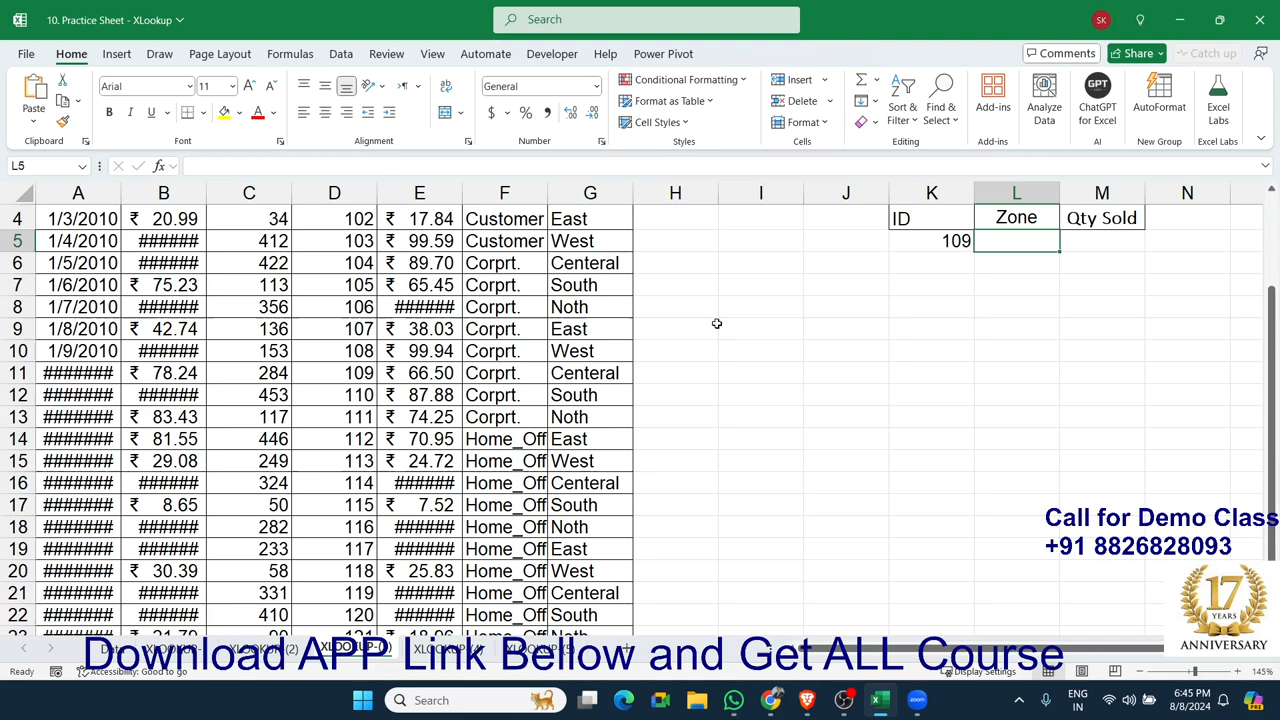 10. Practice Sheet - XLookup
Search
SK
File Home Insert Draw Page Layout Formulas Data Review View Automate Developer Help Power Pivot
Comments Share Catch up
Paste
Arial 11
General
Conditional Formatting
Format as Table
Cell Styles
Insert
Delete
Format
Sort & Filter
Find & Select
Add-ins
Analyze Data
ChatGPT for Excel
AutoFormat
Excel Labs
Clipboard Font Alignment Number Styles Cells Editing Add-ins AI New Group Excel Labs
L5 fx
A B C D E F G H I J K L M N
4 1/3/2010 ₹ 20.99 34 102 ₹ 17.84 Customer East ID Zone Qty Sold
5 1/4/2010 ###### 412 103 ₹ 99.59 Customer West 109
6 1/5/2010 ###### 422 104 ₹ 89.70 Corprt. Centeral
7 1/6/2010 ₹ 75.23 113 105 ₹ 65.45 Corprt. South
8 1/7/2010 ###### 356 106 ###### Corprt. Noth
9 1/8/2010 ₹ 42.74 136 107 ₹ 38.03 Corprt. East
10 1/9/2010 ###### 153 108 ₹ 99.94 Corprt. West
11 ####### ₹ 78.24 284 109 ₹ 66.50 Corprt. Centeral
12 ####### ###### 453 110 ₹ 87.88 Corprt. South
13 ####### ₹ 83.43 117 111 ₹ 74.25 Corprt. Noth
14 ####### ₹ 81.55 446 112 ₹ 70.95 Home_Off East
15 ####### ₹ 29.08 249 113 ₹ 24.72 Home_Off West
16 ####### ###### 324 114 ###### Home_Off Centeral
17 ####### ₹ 8.65 50 115 ₹ 7.52 Home_Off South
18 ####### ###### 282 116 ###### Home_Off Noth
19 ####### ###### 233 117 ###### Home_Off East
20 ####### ₹ 30.39 58 118 ₹ 25.83 Home_Off West
21 ####### ###### 331 119 ###### Home_Off Centeral
22 ####### ###### 410 120 ###### Home_Off South
Call for Demo Class
+91 8826828093
17 YEARS
ANNIVERSARY
Download APP Link Bellow and Get ALL Course
Ready Accessibility: Good to go Display Settings 145%
Search
ENG IN
6:45 PM
8/8/2024